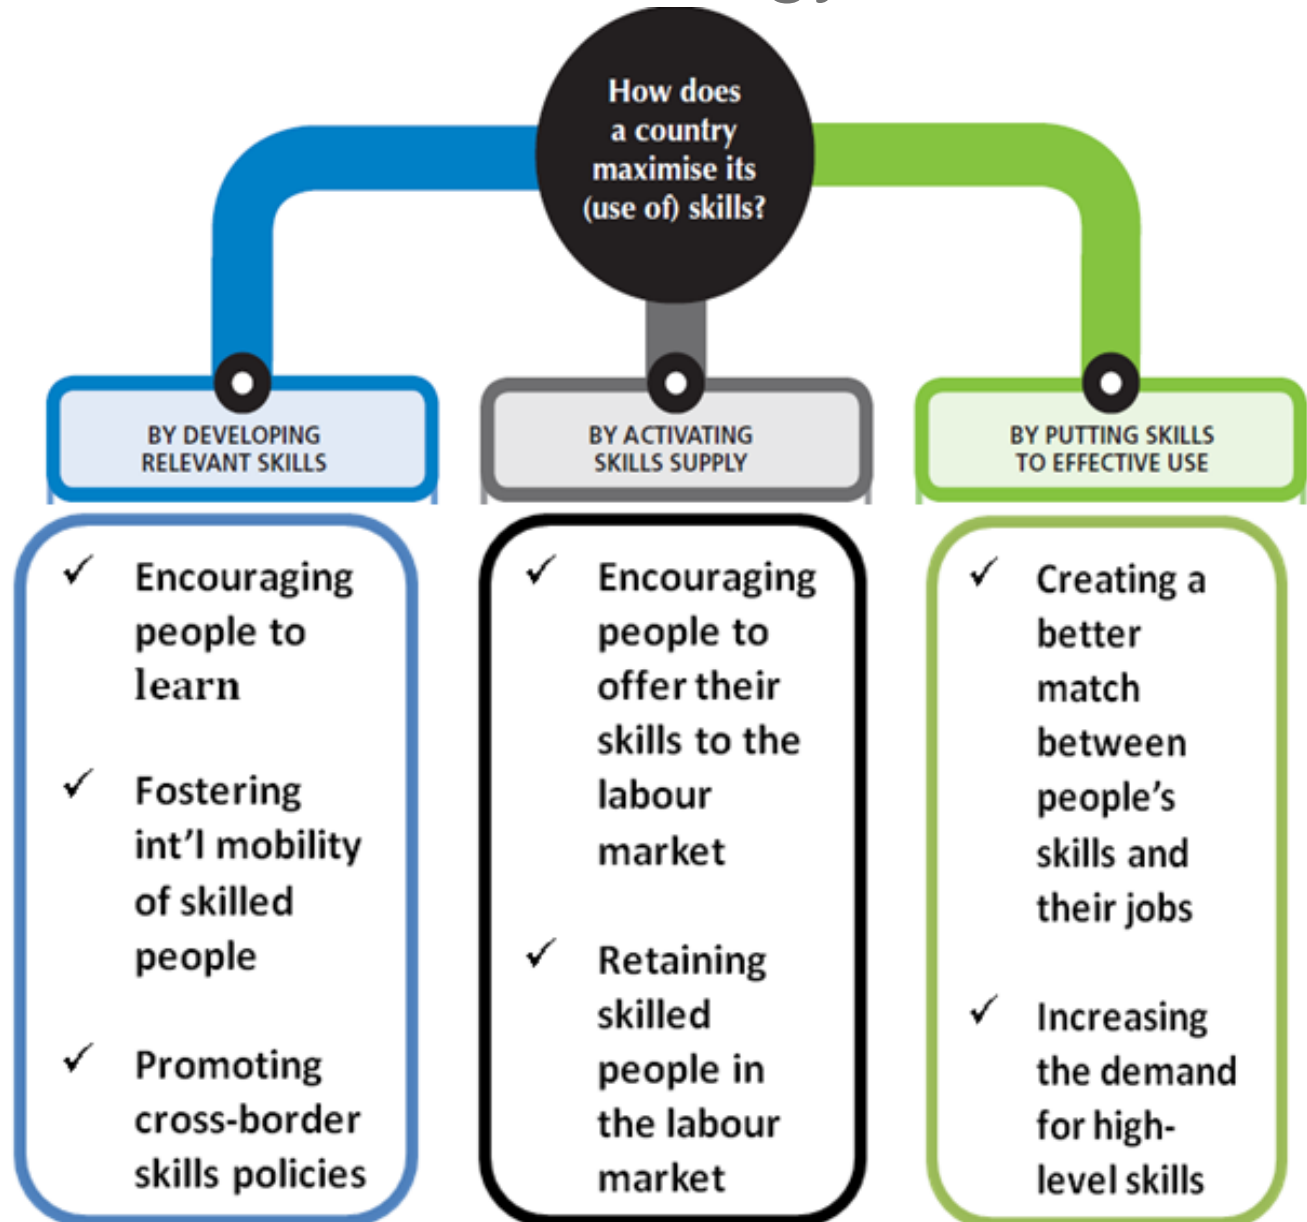 How does
a country
maximise its
(use of) skills?
BY DEVELOPING
RELEVANT SKILLS
✓ Encouraging
people to
learn
✓ Fostering
int'l mobility
of skilled
people
✓ Promoting
cross-border
skills policies
BY ACTIVATING
SKILLS SUPPLY
✓ Encouraging
people to
offer their
skills to the
labour
market
✓ Retaining
skilled
people in
the labour
market
BY PUTTING SKILLS
TO EFFECTIVE USE
✓ Creating a
better
match
between
people’s
skills and
their jobs
✓ Increasing
the demand
for high-
level skills